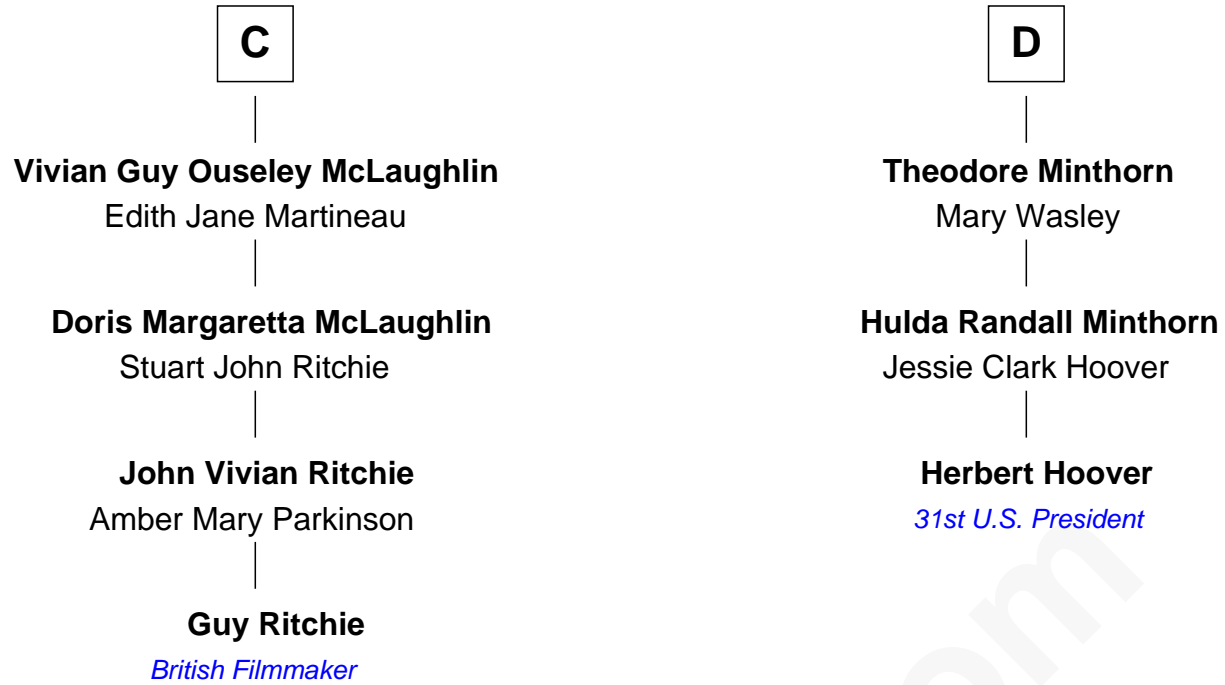 C
Vivian Guy Ouseley McLaughlin
Edith Jane Martineau
Doris Margaretta McLaughlin
Stuart John Ritchie
John Vivian Ritchie
Amber Mary Parkinson
Guy Ritchie
British Filmmaker
D
Theodore Minthorn
Mary Wasley
Hulda Randall Minthorn
Jessie Clark Hoover
Herbert Hoover
31st U.S. President
om